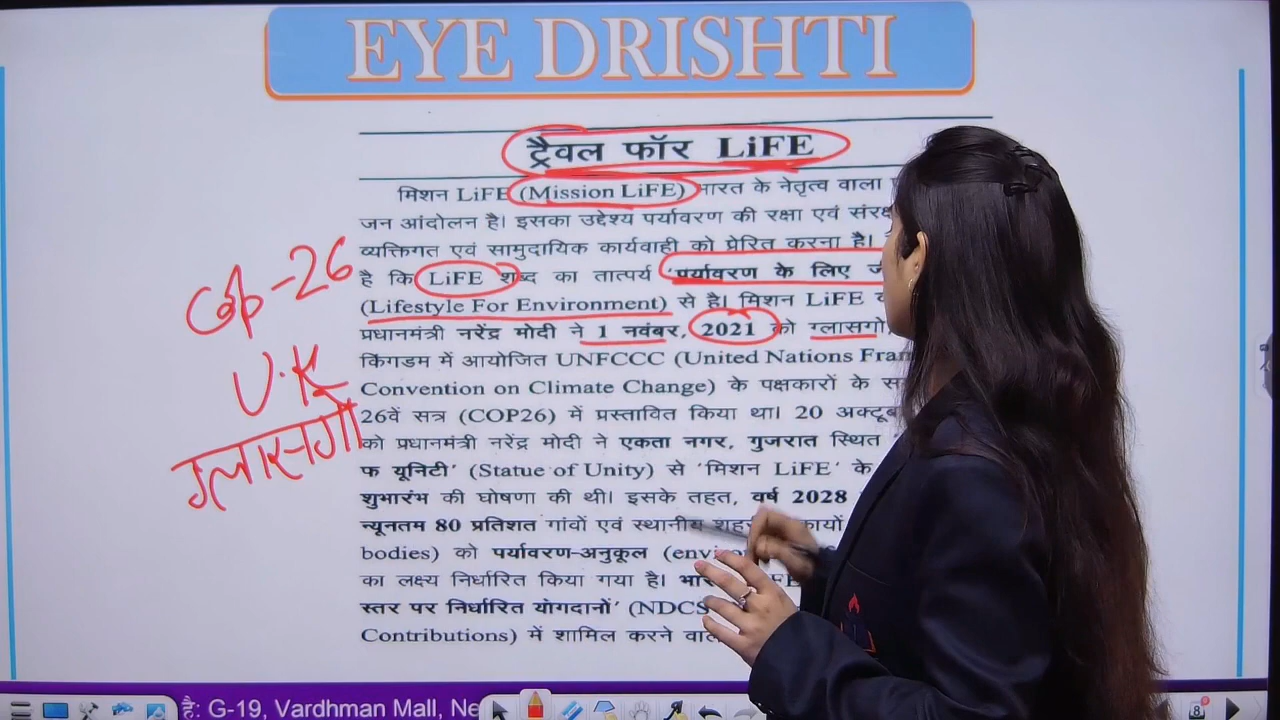 EYE DRISHTI
ट्रैवल फॉर LiFE
मिशन LiFE (Mission LiFE) भारत के नेतृत्व वाला
जन आंदोलन है। इसका उद्देश्य पर्यावरण की रक्षा एवं
व्यक्तिगत एवं सामुदायिक कार्यवाही को प्रेरित करना है।
है कि LiFE शब्द का तात्पर्य 'पर्यावरण के लिए
(Lifestyle For Environment) से है। मिशन LiFE
प्रधानमंत्री नरेंद्र मोदी ने 1 नवंबर, 2021 को ग्लासगो
किंगडम में आयोजित UNFCCC (United Nations
Convention on Climate Change) के पक्षकारों के
26वें सत्र (COP26) में प्रस्तावित किया था। 20
को प्रधानमंत्री नरेंद्र मोदी ने एकता नगर, गुजरात स्थित
फ यूनिटी' (Statue of Unity) से 'मिशन LiFE' के
शुभारंभ की घोषणा की थी। इसके तहत, वर्ष 2028
न्यूनतम 80 प्रतिशत गांवों एवं स्थानीय
bodies) को पर्यावरण-अनुकूल
का लक्ष्य निर्धारित किया गया है।
स्तर पर निर्धारित योगदानों' (NDCS
Contributions) में शामिल करने
Cop-26
U.K
ग्लासगो
है: G-19, Vardhman Mall,
8